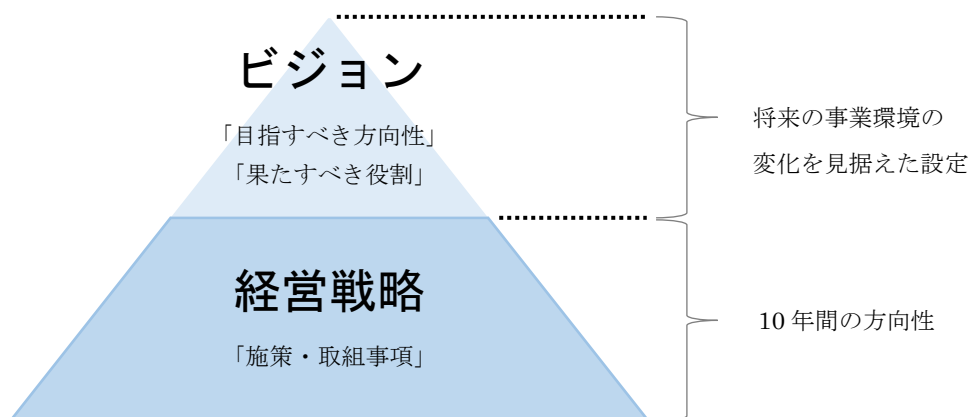 ビジョン
「目指すべき方向性」
「果たすべき役割」
将来の事業環境の
変化を見据えた設定
経営戦略
「施策・取組事項」
10 年間の方向性